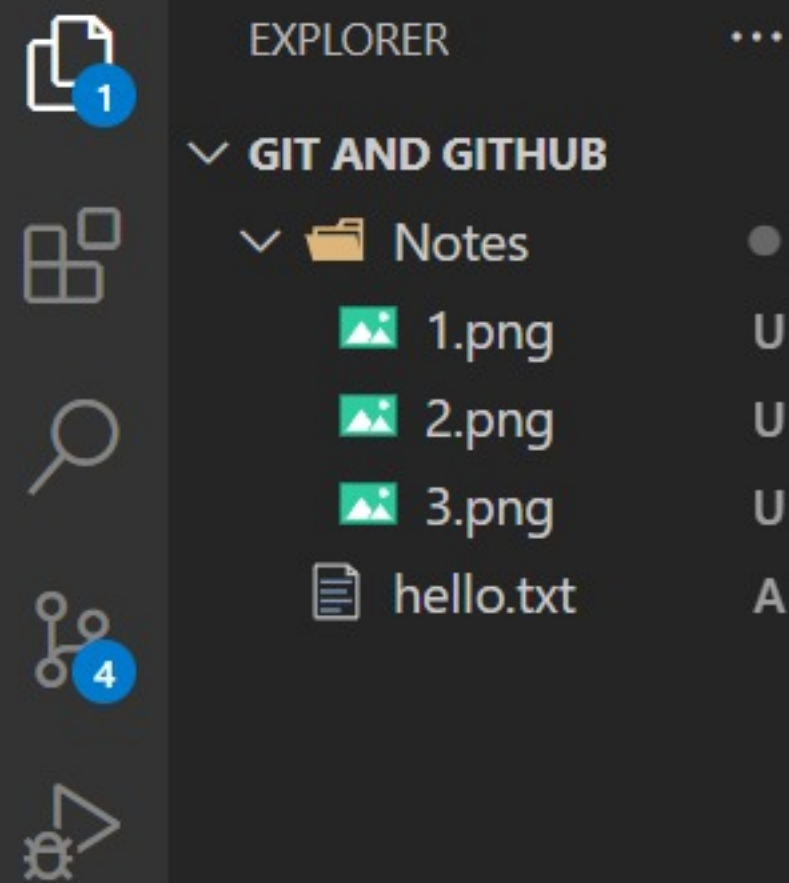 EXPLORER
GIT AND GITHUB
Notes
1.png U
2.png U
3.png U
hello.txt A
1
4